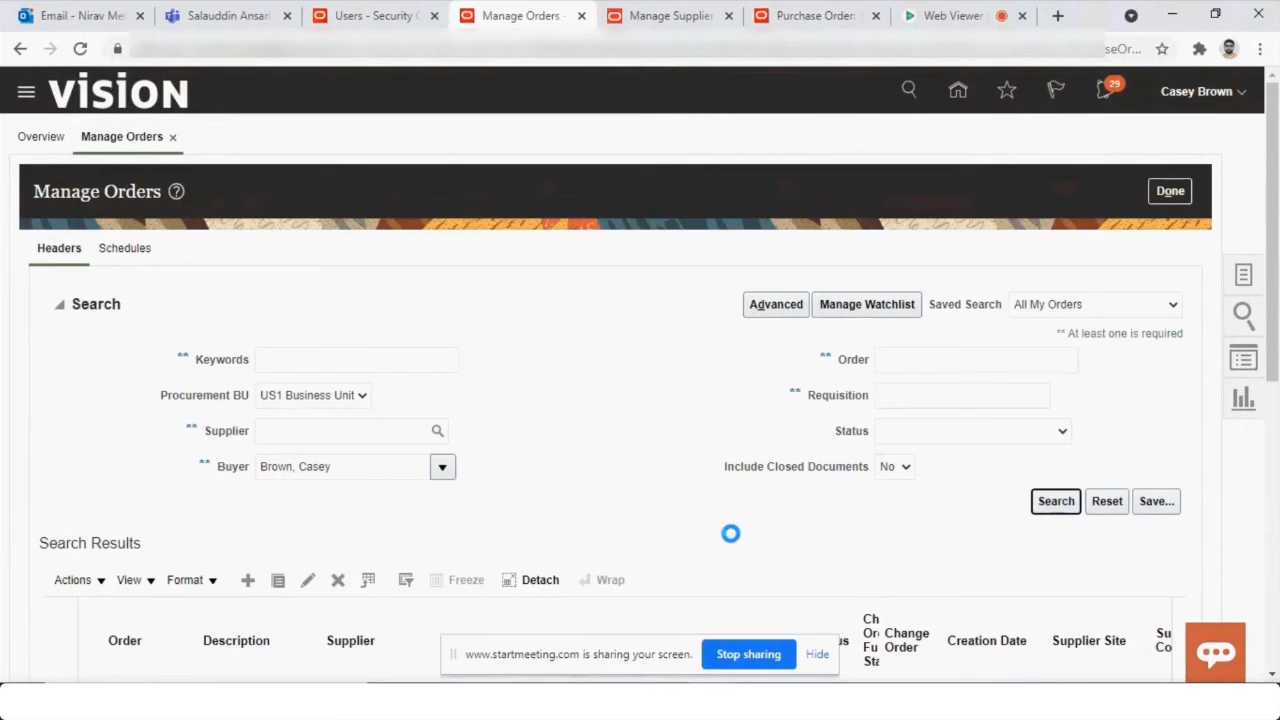 Email - Nirav Me
Salauddin Ansari
Users - Security C
Manage Orders -
Manage Supplier
Purchase Order:
Web Viewer
seOr...
vision
29
Casey Brown
Overview
Manage Orders
Manage Orders
Done
Headers
Schedules
Search
Advanced
Manage Watchlist
Saved Search
All My Orders
** At least one is required
** Keywords
** Order
Procurement BU
US1 Business Unit
** Requisition
** Supplier
Status
** Buyer
Brown, Casey
Include Closed Documents
No
Search
Reset
Save...
Search Results
Actions
View
Format
Freeze
Detach
Wrap
Order
Description
Supplier
Change
Order
Creation Date
Supplier Site
www.startmeeting.com is sharing your screen.
Stop sharing
Hide